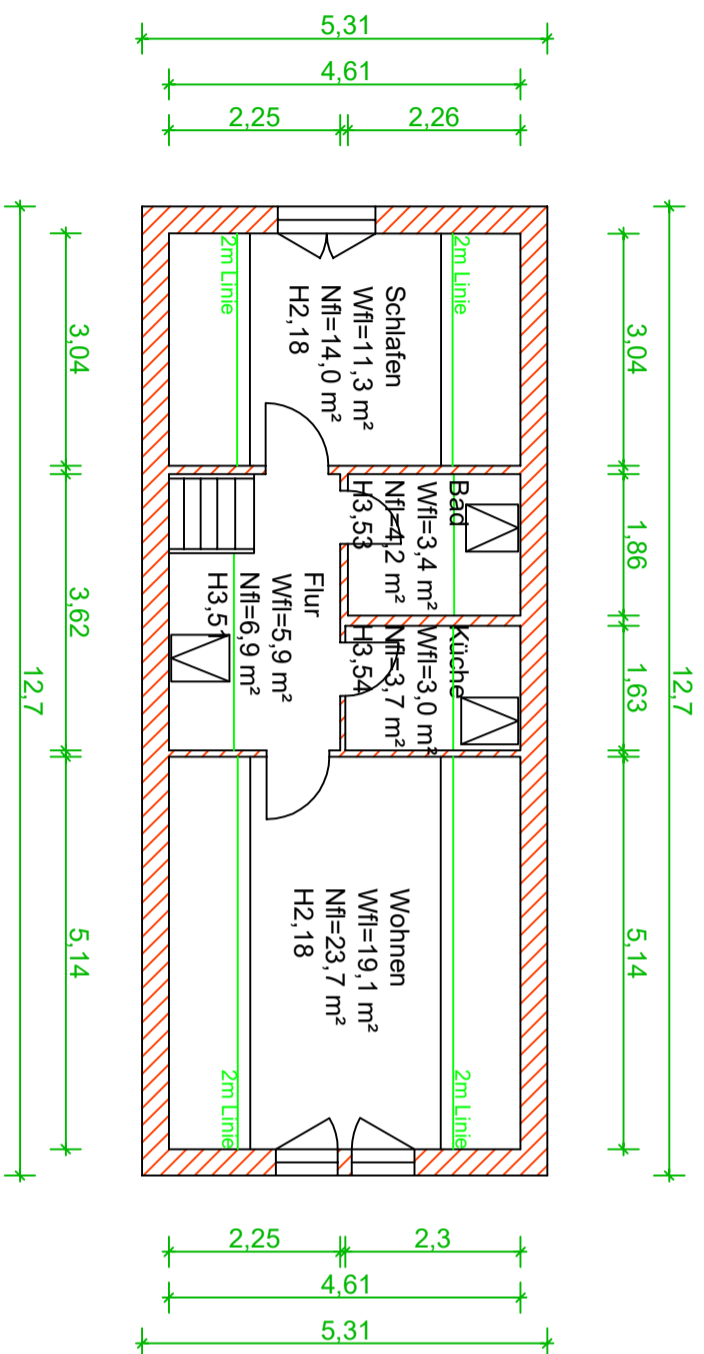 5,31
4,61
2,25
2,26
12,7
3,04
3,62
5,14
3,04
1,86
1,63
5,14
12,7
2m Linie
2m Linie
Schlafen
Wfl=11,3 m²
Nfl=14,0 m²
H2,18
Bad
Wfl=3,4 m²
Nfl=4,2 m²
H3,53
Flur
Wfl=5,9 m²
Nfl=6,9 m²
H3,51
Küche
Wfl=3,0 m²
Nfl=3,7 m²
H3,54
Wohnen
Wfl=19,1 m²
Nfl=23,7 m²
H2,18
2m Linie
2m Linie
2,25
2,3
4,61
5,31